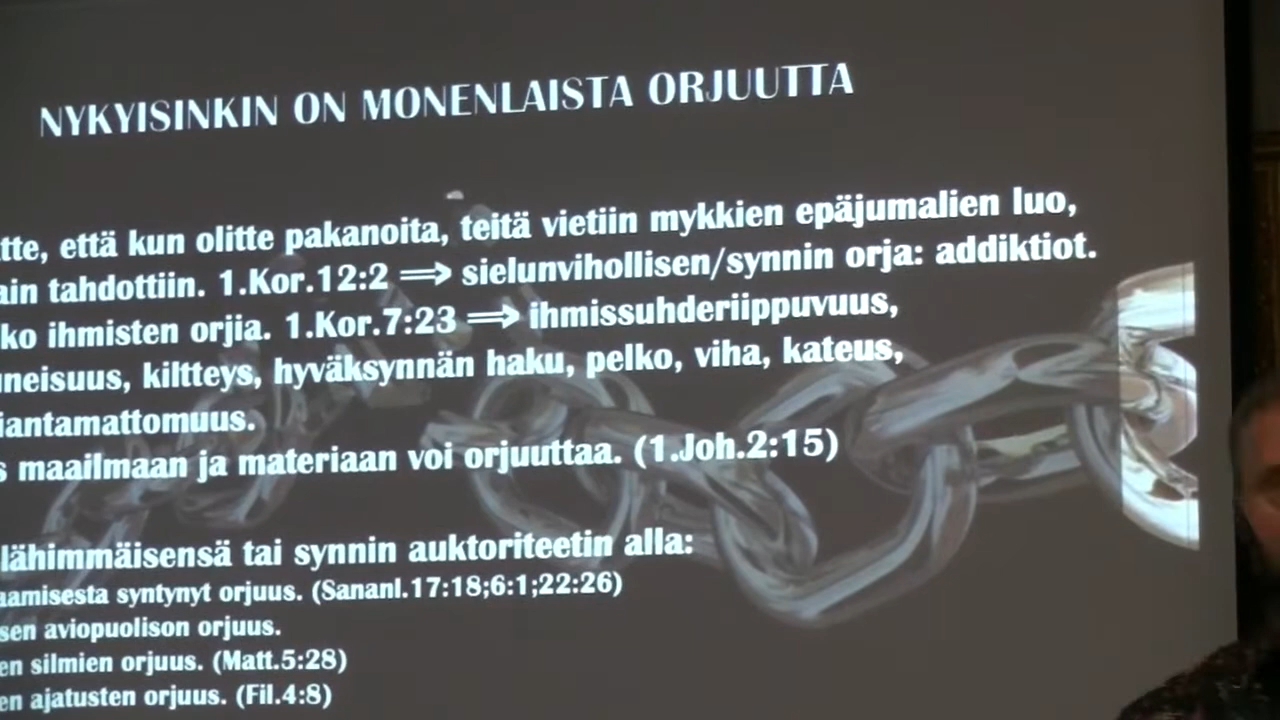 NYKYISINKIN ON MONENLAISTA ORJUUTTA
tte, että kun olitte pakanoita, teitä vietiin mykkien epäjumalien luo,
ain tahdottiin. 1.Kor.12:2 ⟹ sielunvihollisen/synnin orja: addiktiot.
ko ihmisten orjia. 1.Kor.7:23 ⟹ ihmissuhderiippuvuus,
neisuus, kiltteys, hyväksynnän haku, pelko, viha, kateus,
iantamattomuus.
s maailmaan ja materiaan voi orjuuttaa. (1.Joh.2:15)
lähimmäisensä tai synnin auktoriteetin alla:
aamisesta syntynyt orjuus. (Sananl.17:18;6:1;22:26)
sen aviopuolison orjuus.
en silmien orjuus. (Matt.5:28)
en ajatusten orjuus. (Fil.4:8)